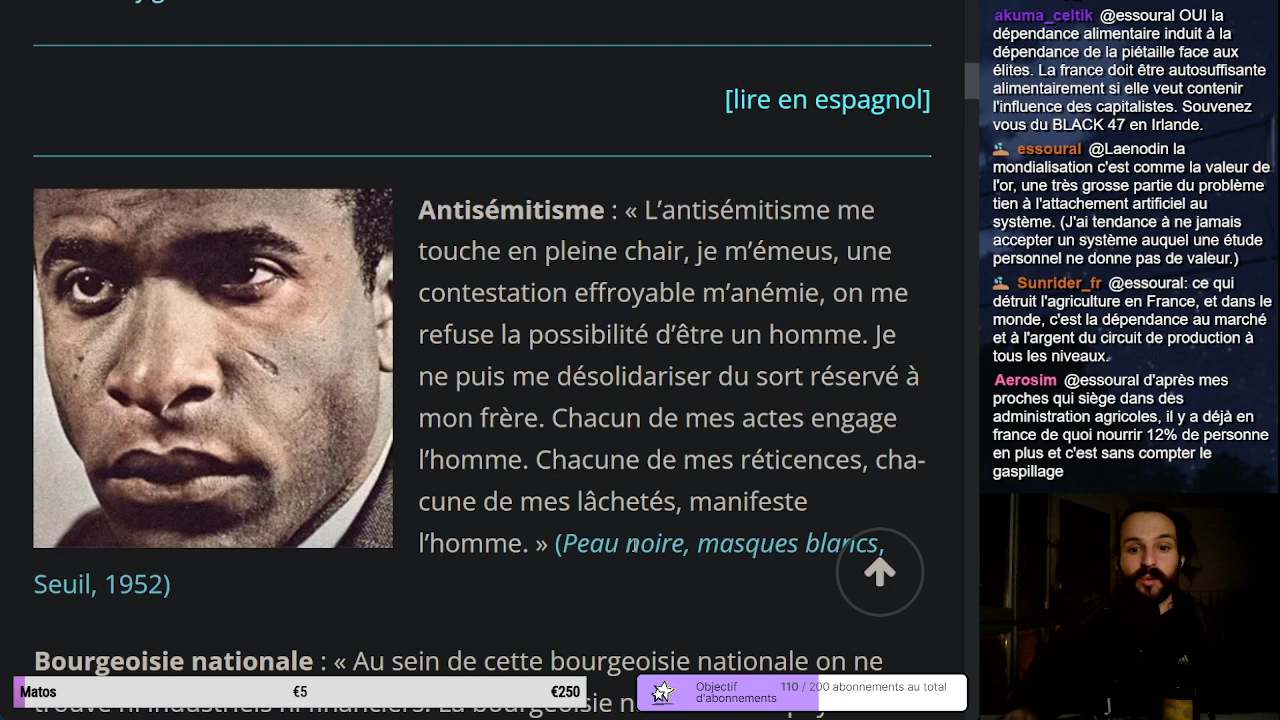 [lire en espagnol]
Antisémitisme : « L’antisémitisme me
touche en pleine chair, je m’émeus, une
contestation effroyable m’anémie, on me
refuse la possibilité d’être un homme. Je
ne puis me désolidariser du sort réservé à
mon frère. Chacun de mes actes engage
l’homme. Chacune de mes réticences, cha-
cune de mes lâchetés, manifeste
l’homme. » (Peau noire, masques blancs,
Seuil, 1952)
Bourgeoisie nationale : « Au sein de cette bourgeoisie nationale on ne
Matos €5 €250
Objectif
d'abonnements
110 / 200 abonnements au total
akuma_celtik @essoural OUI la
dépendance alimentaire induit à la
dépendance de la piétaille face aux
élites. La france doit être autosuffisante
alimentairement si elle veut contenir
l'influence des capitalistes. Souvenez
vous du BLACK 47 en Irlande.
essoural @Laenodin la
mondialisation c'est comme la valeur de
l'or, une très grosse partie du problème
tien à l'attachement artificiel au
système. (J'ai tendance à ne jamais
accepter un système auquel une étude
personnel ne donne pas de valeur.)
Sunrider_fr @essoural: ce qui
détruit l'agriculture en France, et dans le
monde, c'est la dépendance au marché
et à l'argent du circuit de production à
tous les niveaux.
Aerosim @essoural d'après mes
proches qui siège dans des
administration agricoles, il y a déjà en
france de quoi nourrir 12% de personne
en plus et c'est sans compter le
gaspillage